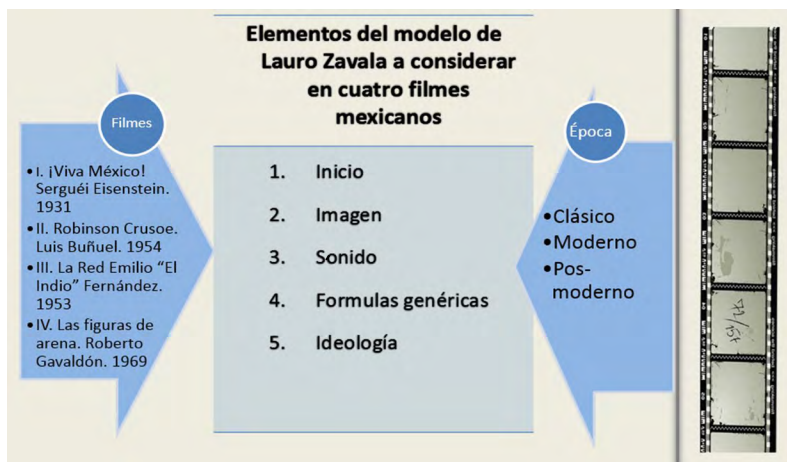 Elementos del modelo de
Lauro Zavala a considerar
en cuatro filmes
mexicanos
Filmes
•I. ¡Viva México!
Serguéi Eisenstein.
1931
•II. Robinson Crusoe.
Luis Buñuel. 1954
•III. La Red Emilio “El
Indio” Fernández.
1953
•IV. Las figuras de
arena. Roberto
Gavaldón. 1969
1. Inicio
2. Imagen
3. Sonido
4. Formulas genéricas
5. Ideología
Época
•Clásico
•Moderno
•Pos-
moderno